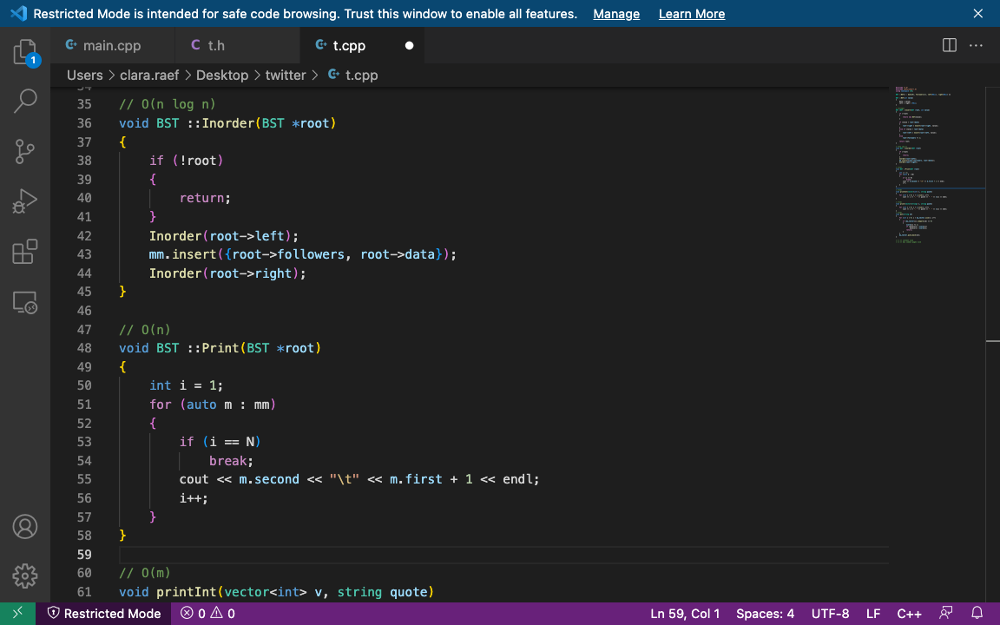 Restricted Mode is intended for safe code browsing. Trust this window to enable all features. Manage Learn More
1
main.cpp C t.h t.cpp
Users > clara.raef > Desktop > twitter > t.cpp
34
35 // O(n log n)
36 void BST ::Inorder(BST *root)
37 {
38 if (!root)
39 {
40 return;
41 }
42 Inorder(root->left);
43 mm.insert({root->followers, root->data});
44 Inorder(root->right);
45 }
46
47 // O(n)
48 void BST ::Print(BST *root)
49 {
50 int i = 1;
51 for (auto m : mm)
52 {
53 if (i == N)
54 break;
55 cout << m.second << "\t" << m.first + 1 << endl;
56 i++;
57 }
58 }
59
60 // O(m)
61 void printInt(vector<int> v, string quote)
Restricted Mode 0 0 Ln 59, Col 1 Spaces: 4 UTF-8 LF C++